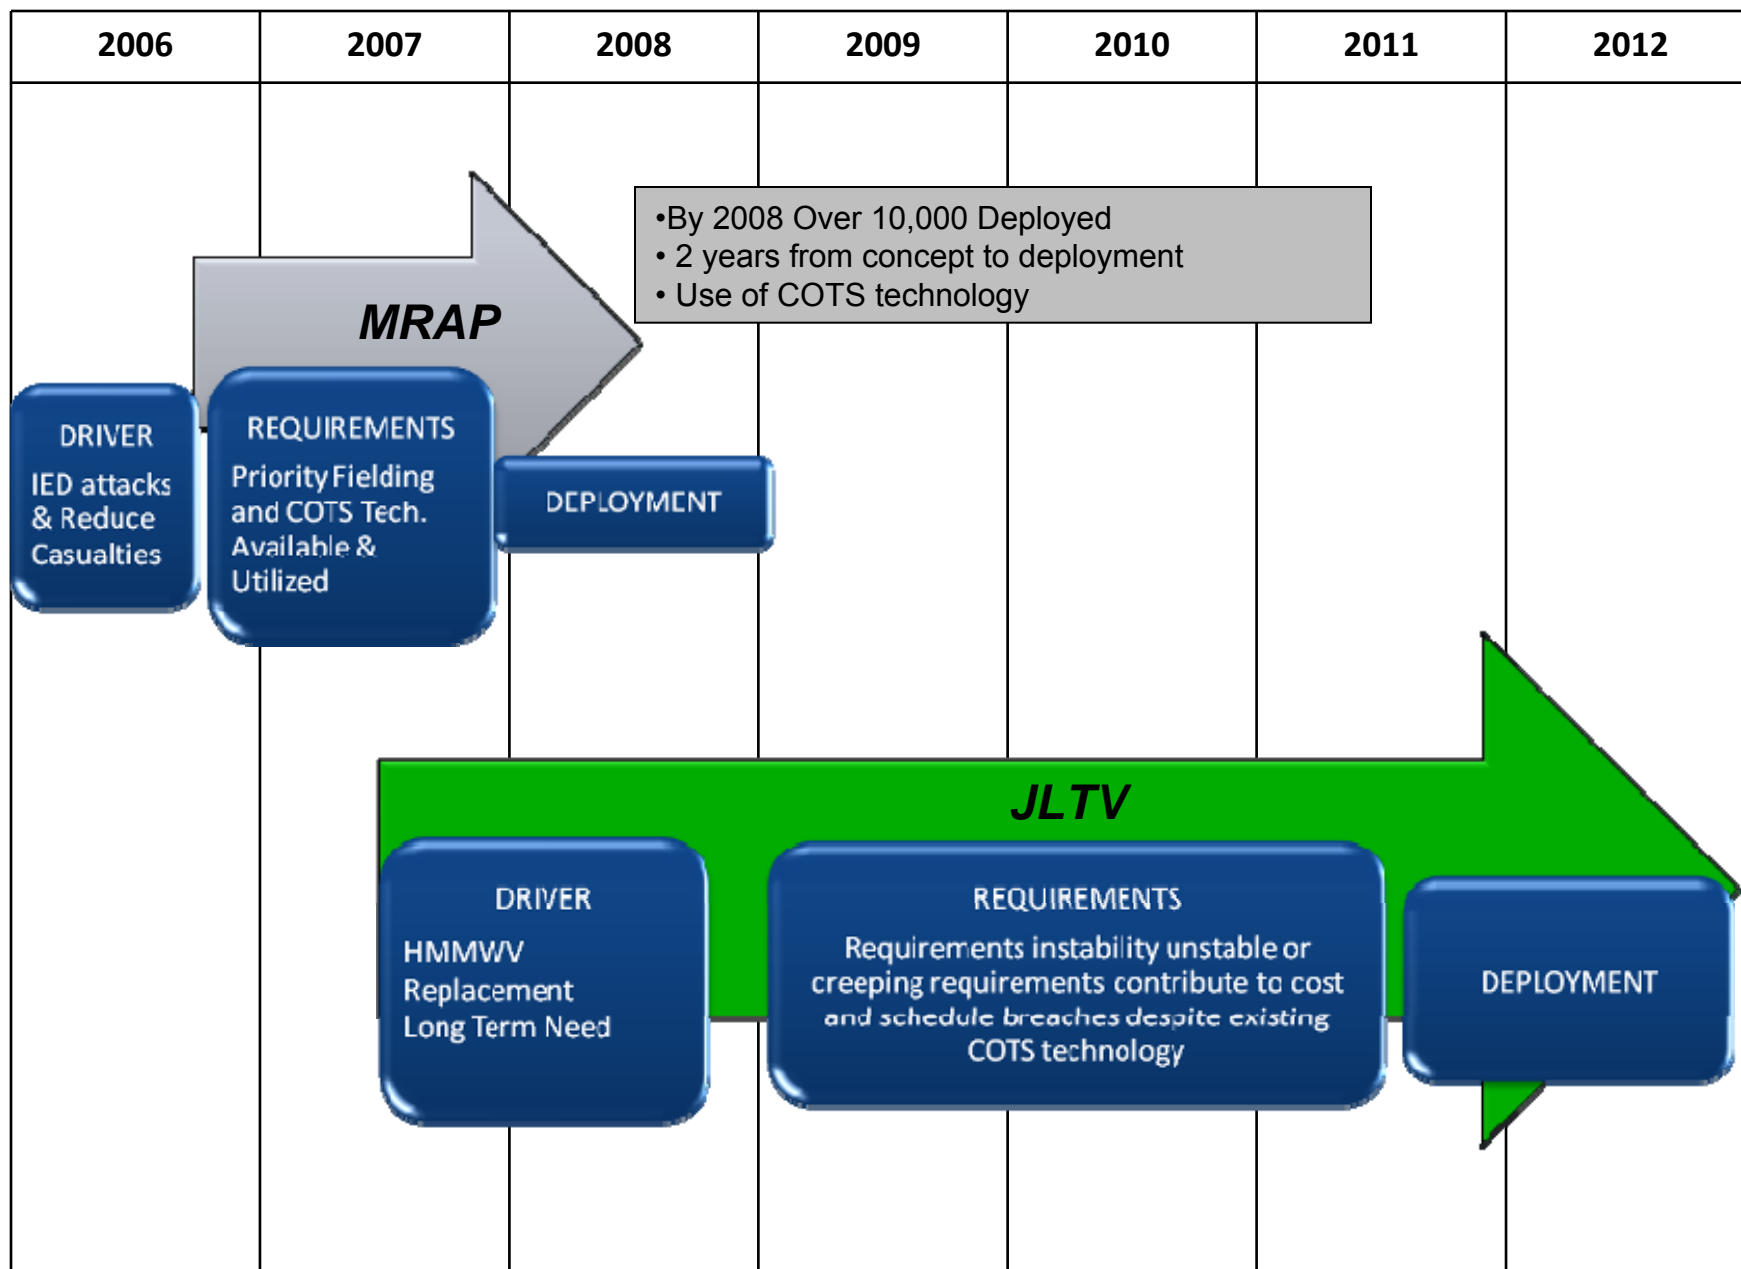 2006 2007 2008 2009 2010 2011 2012
•By 2008 Over 10,000 Deployed
• 2 years from concept to deployment
• Use of COTS technology
MRAP
DRIVER
IED attacks
& Reduce
Casualties
REQUIREMENTS
Priority Fielding
and COTS Tech.
Available &
Utilized
DEPLOYMENT
JLTV
DRIVER
HMMWV
Replacement
Long Term Need
REQUIREMENTS
Requirements instability unstable or
creeping requirements contribute to cost
and schedule breaches despite existing
COTS technology
DEPLOYMENT